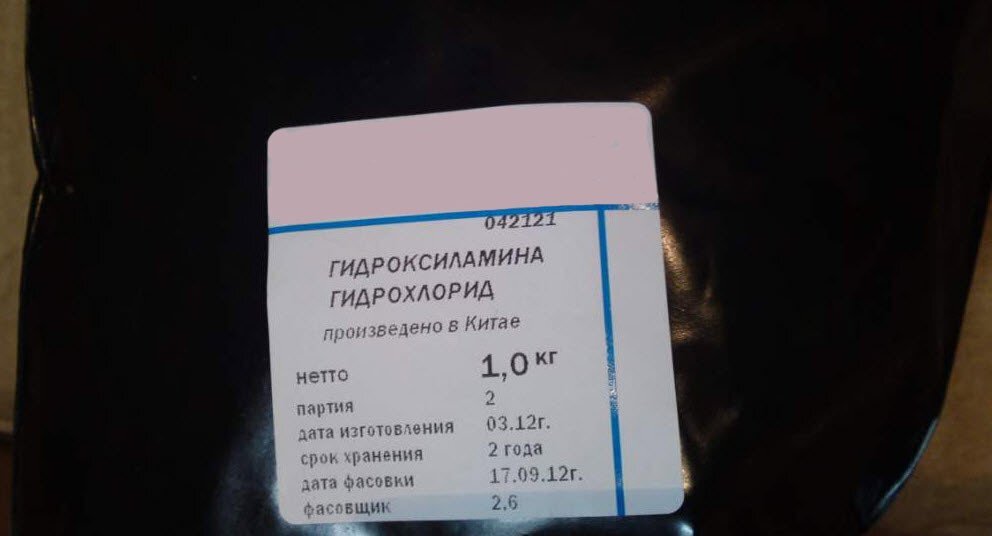 042121
ГИДРОКСИЛАМИНА
ГИДРОХЛОРИД
произведено в Китае
нетто 1,0 кг
партия 2
дата изготовления 03.12г.
срок хранения 2 года
дата фасовки 17.09.12г.
фасовщик 2,6